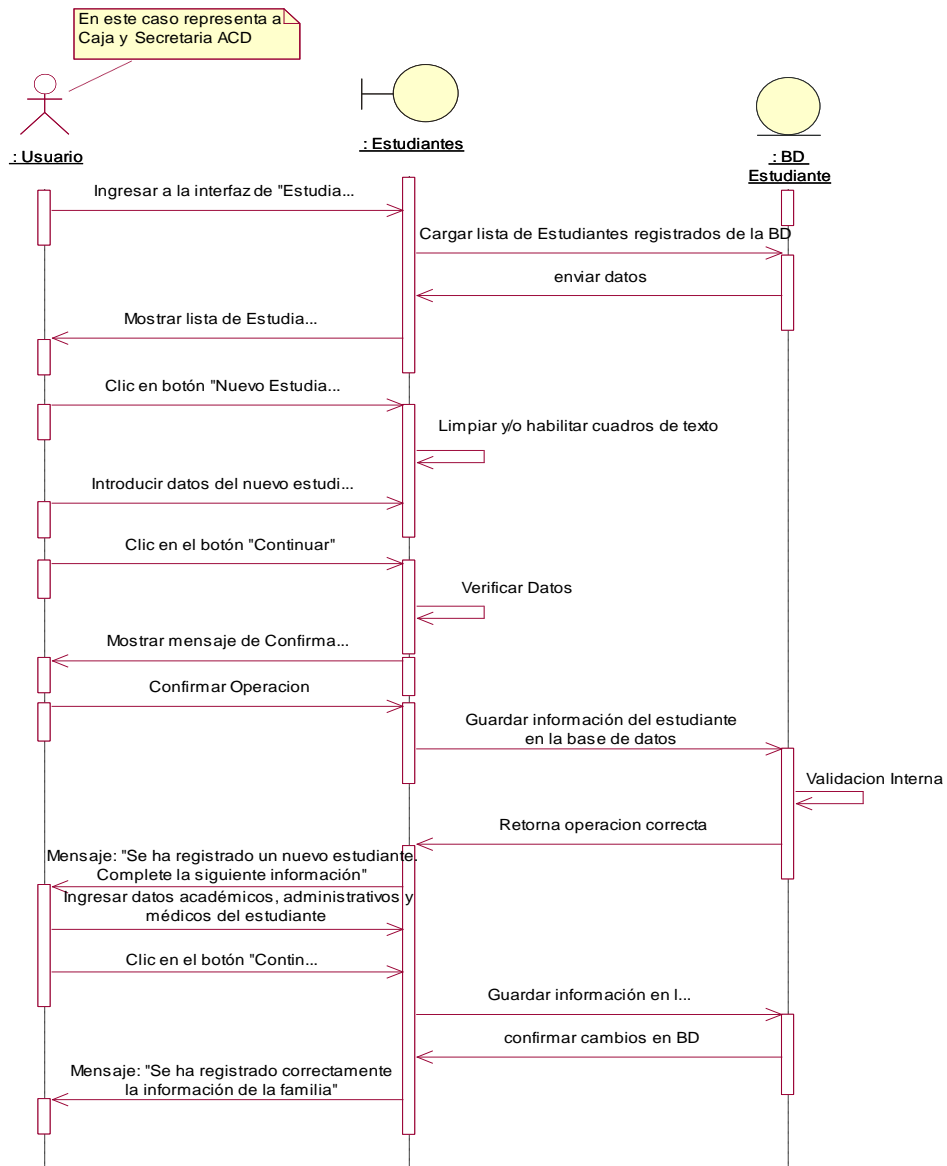 En este caso representa a
Caja y Secretaria ACD
: Usuario
: Estudiantes
: BD
Estudiante
Ingresar a la interfaz de "Estudia...
Cargar lista de Estudiantes registrados de la BD
enviar datos
Mostrar lista de Estudia...
Clic en botón "Nuevo Estudia...
Limpiar y/o habilitar cuadros de texto
Introducir datos del nuevo estudi...
Clic en el botón "Continuar"
Verificar Datos
Mostrar mensaje de Confirma...
Confirmar Operacion
Guardar información del estudiante
en la base de datos
Validacion Interna
Retorna operacion correcta
Mensaje: "Se ha registrado un nuevo estudiante.
Complete la siguiente información"
Ingresar datos académicos, administrativos y
médicos del estudiante
Clic en el botón "Contin...
Guardar información en l...
confirmar cambios en BD
Mensaje: "Se ha registrado correctamente
la información de la familia"